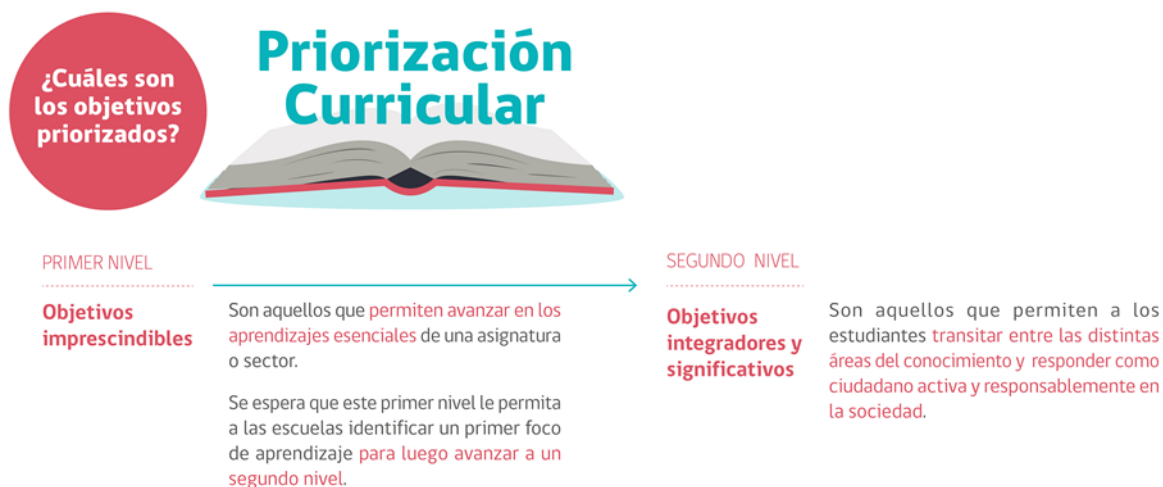 ¿Cuáles son
los objetivos
priorizados?
Priorización
Curricular
PRIMER NIVEL
Objetivos
imprescindibles
Son aquellos que permiten avanzar en los
aprendizajes esenciales de una asignatura
o sector.
Se espera que este primer nivel le permita
a las escuelas identificar un primer foco
de aprendizaje para luego avanzar a un
segundo nivel.
SEGUNDO NIVEL
Objetivos
integradores y
significativos
Son aquellos que permiten a los
estudiantes transitar entre las distintas
áreas del conocimiento y responder como
ciudadano activa y responsablemente en
la sociedad.